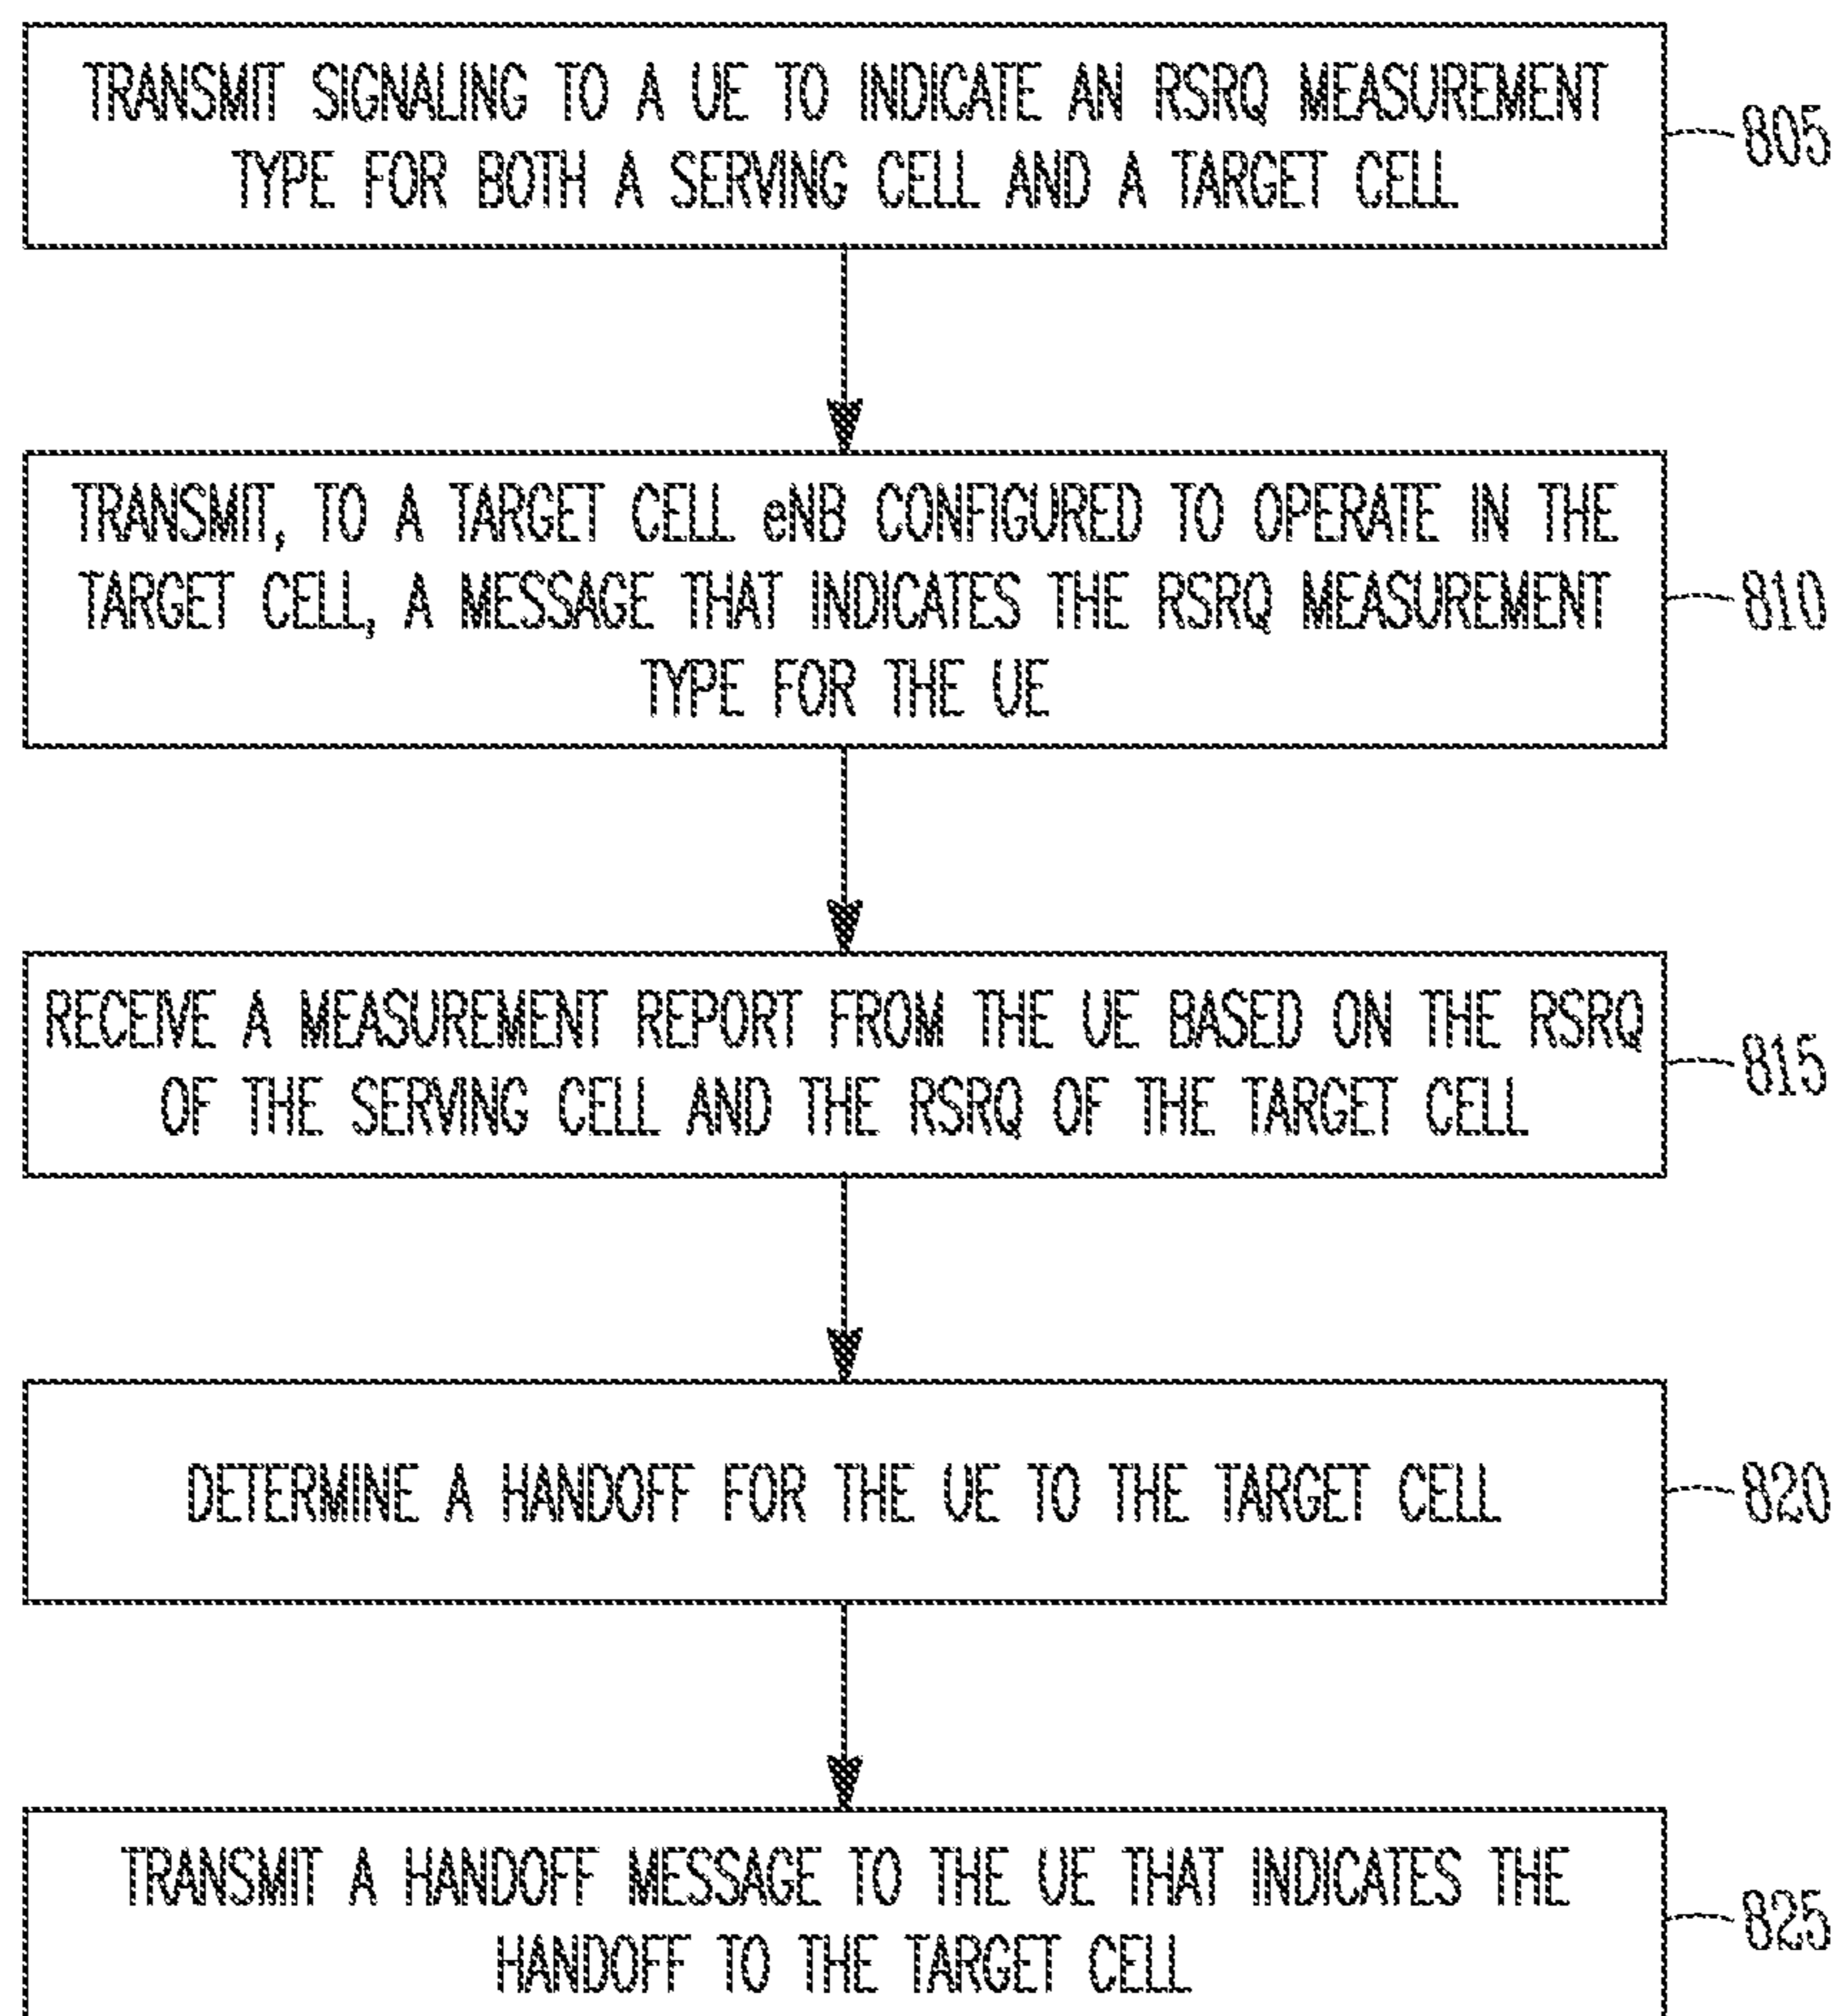 TRANSMIT SIGNALING TO A UE TO INDICATE AN RSRQ MEASUREMENT
TYPE FOR BOTH A SERVING CELL AND A TARGET CELL
805
TRANSMIT, TO A TARGET CELL eNB CONFIGURED TO OPERATE IN THE
TARGET CELL, A MESSAGE THAT INDICATES THE RSRQ MEASUREMENT
TYPE FOR THE UE
810
RECEIVE A MEASUREMENT REPORT FROM THE UE BASED ON THE RSRQ
OF THE SERVING CELL AND THE RSRQ OF THE TARGET CELL
815
DETERMINE A HANDOFF FOR THE UE TO THE TARGET CELL
820
TRANSMIT A HANDOFF MESSAGE TO THE UE THAT INDICATES THE
HANDOFF TO THE TARGET CELL
825